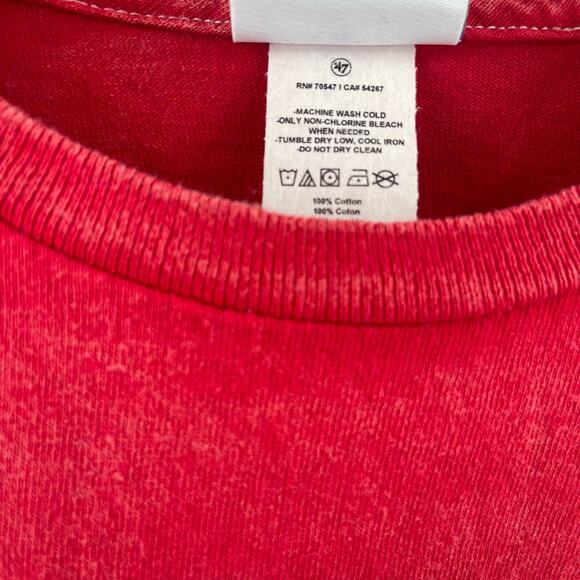 47
RN# 70547 I CA# 54267
-MACHINE WASH COLD
-ONLY NON-CHLORINE BLEACH
WHEN NEEDED
-TUMBLE DRY LOW, COOL IRON
-DO NOT DRY CLEAN
100% Cotton
100% Coton